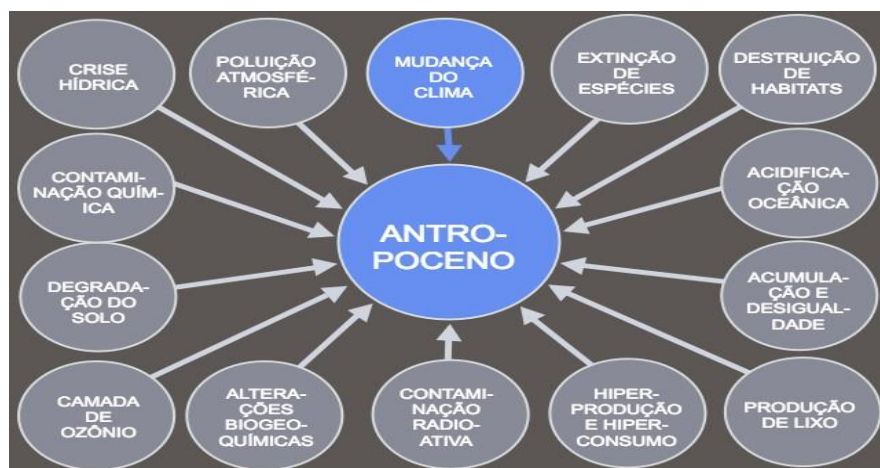 CRISE
HÍDRICA
POLUIÇÃO
ATMOSFÉ-
RICA
MUDANÇA
DO
CLIMA
EXTINÇÃO
DE
ESPÉCIES
DESTRUIÇÃO
DE
HABITATS
CONTAMI-
NAÇÃO QUÍM-
ICA
ANTRO-
POCENO
ACIDIFICA-
ÇÃO
OCEÂNICA
DEGRADA-
ÇÃO DO
SOLO
ACUMULA-
ÇÃO E
DESIGUAL-
DADE
CAMADA
DE
OZÔNIO
ALTERA-
ÇÕES
BIOGEO-
QUÍMICAS
CONTAMI-
NAÇÃO
RADIO-
ATIVA
HIPER-
PRODUÇÃO
E HIPER-
CONSUMO
PRODUÇÃO
DE LIXO